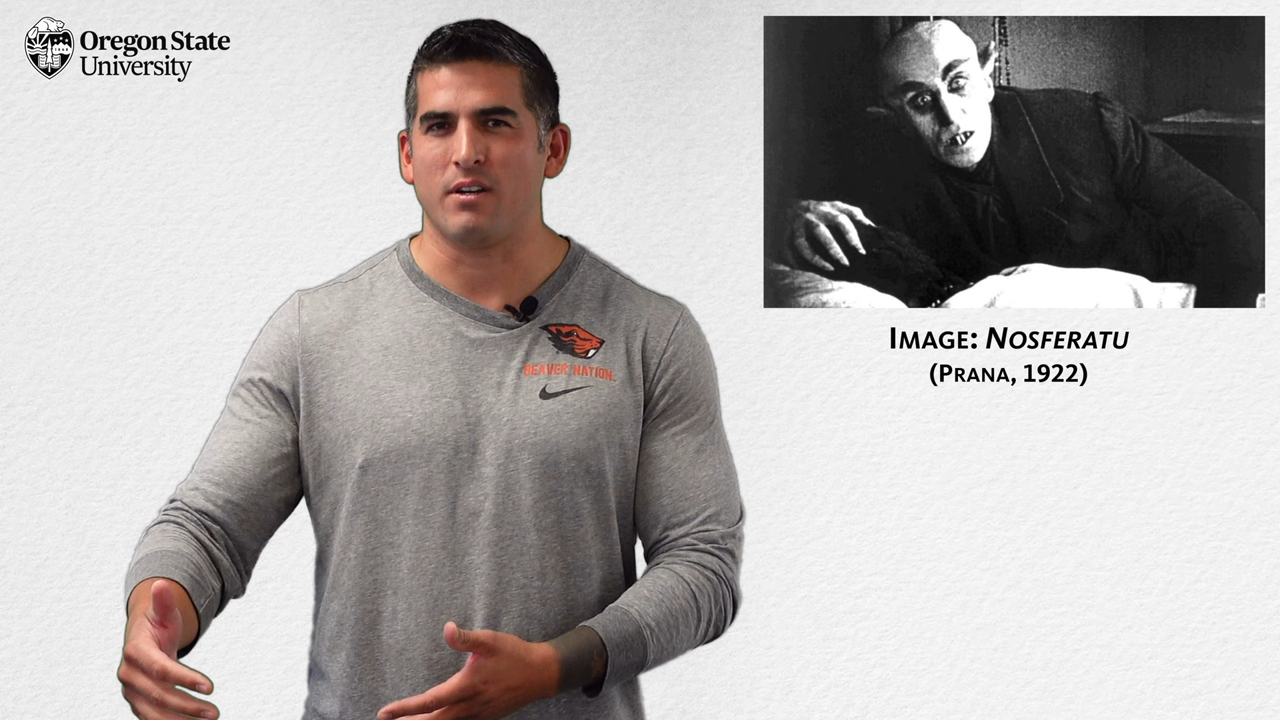 Oregon State
University
BEAVER NATION
IMAGE: NOSFERATU
(PRANA, 1922)